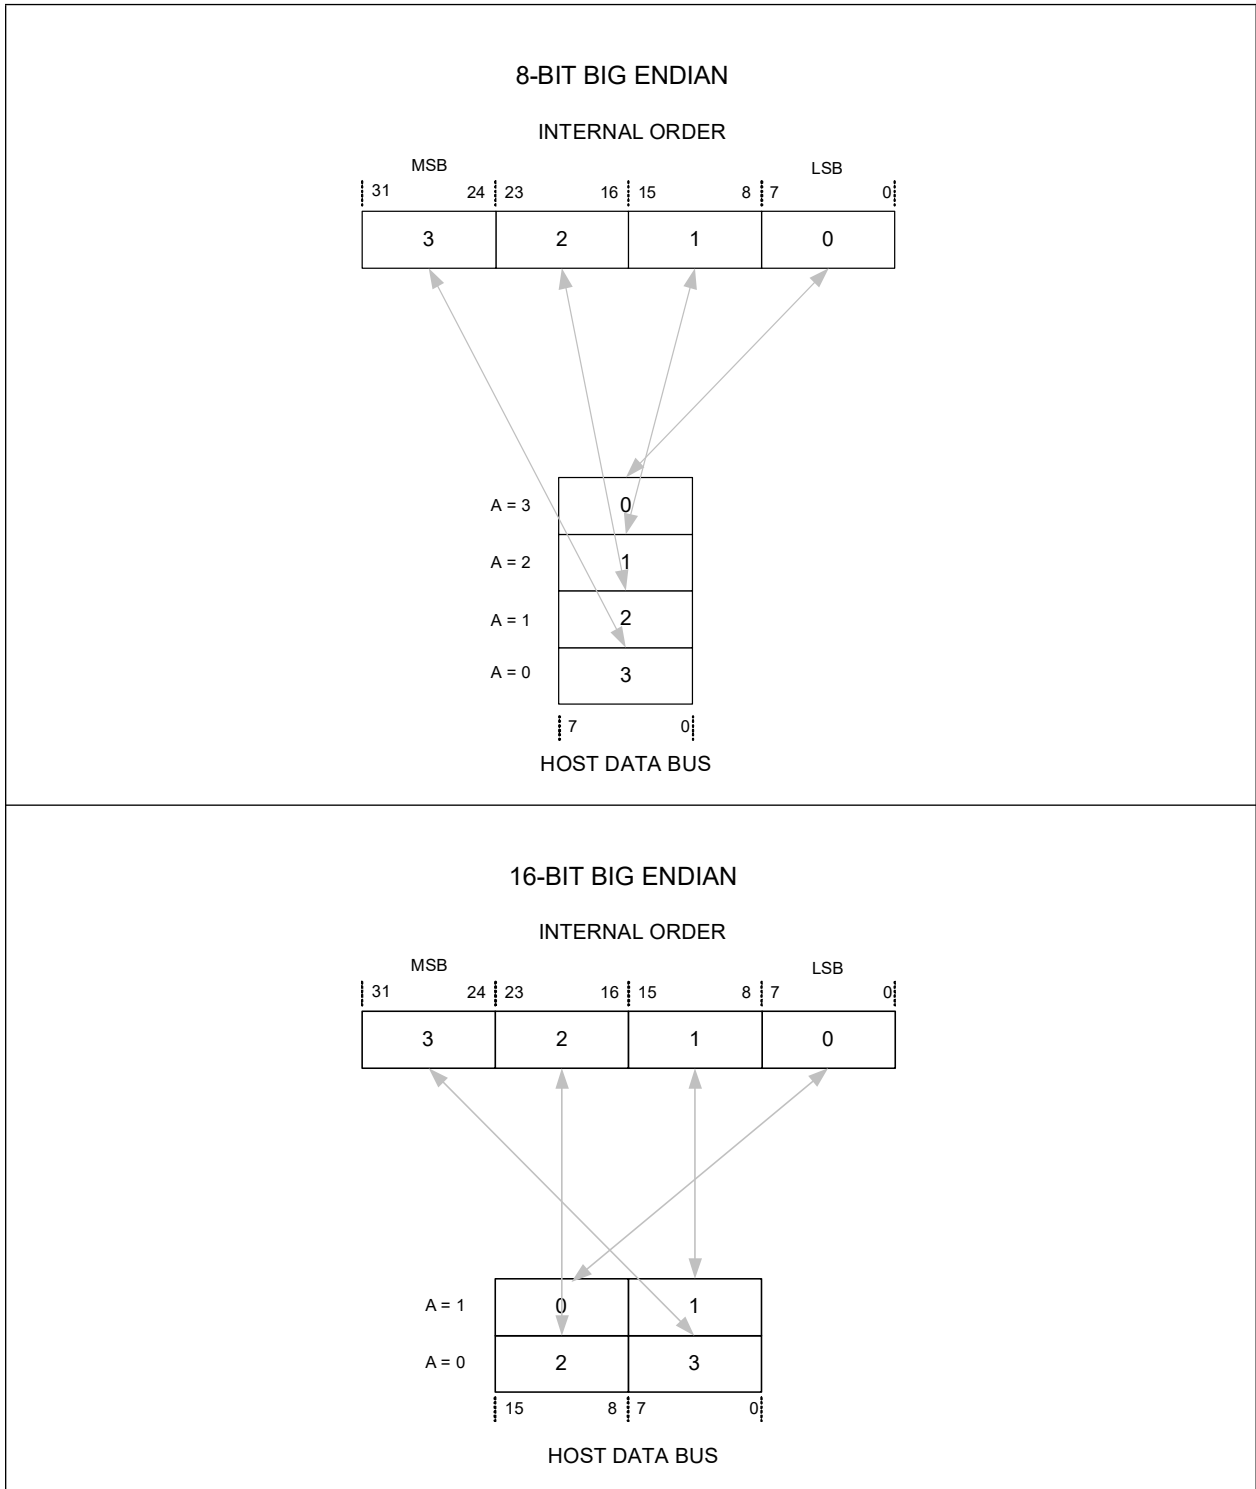 8-BIT BIG ENDIAN
INTERNAL ORDER
MSB LSB
31 24 23 16 15 8 7 0
3 2 1 0
A = 3 0
A = 2 1
A = 1 2
A = 0 3
7 0
HOST DATA BUS
16-BIT BIG ENDIAN
INTERNAL ORDER
MSB LSB
31 24 23 16 15 8 7 0
3 2 1 0
A = 1 0 1
A = 0 2 3
15 8 7 0
HOST DATA BUS